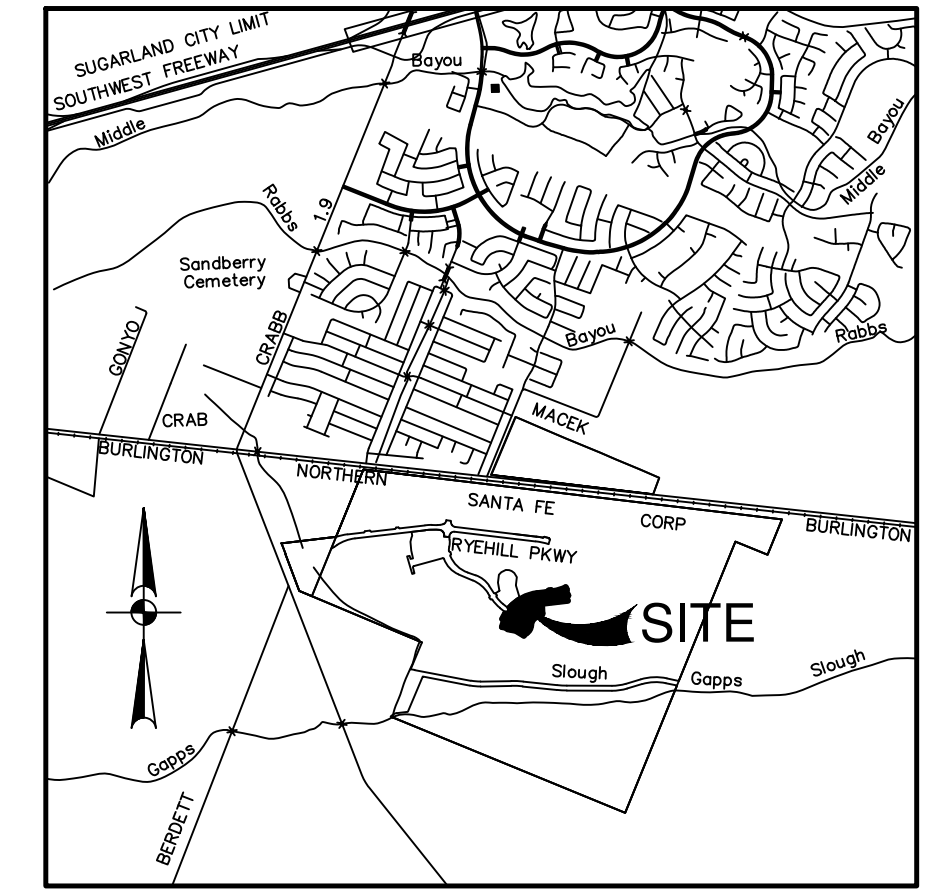 SUGARLAND CITY LIMIT
SOUTHWEST FREEWAY
Bayou
Middle
Bayou
Middle
Rabbs
1.9
Sandberry
Cemetery
GONYO
CRABB
Bayou
Rabbs
CRAB
MACEK
BURLINGTON
NORTHERN
SANTA FE
CORP
BURLINGTON
RYEHILL PKWY
SITE
Slough
Gapps
Slough
Gapps
BERDETT